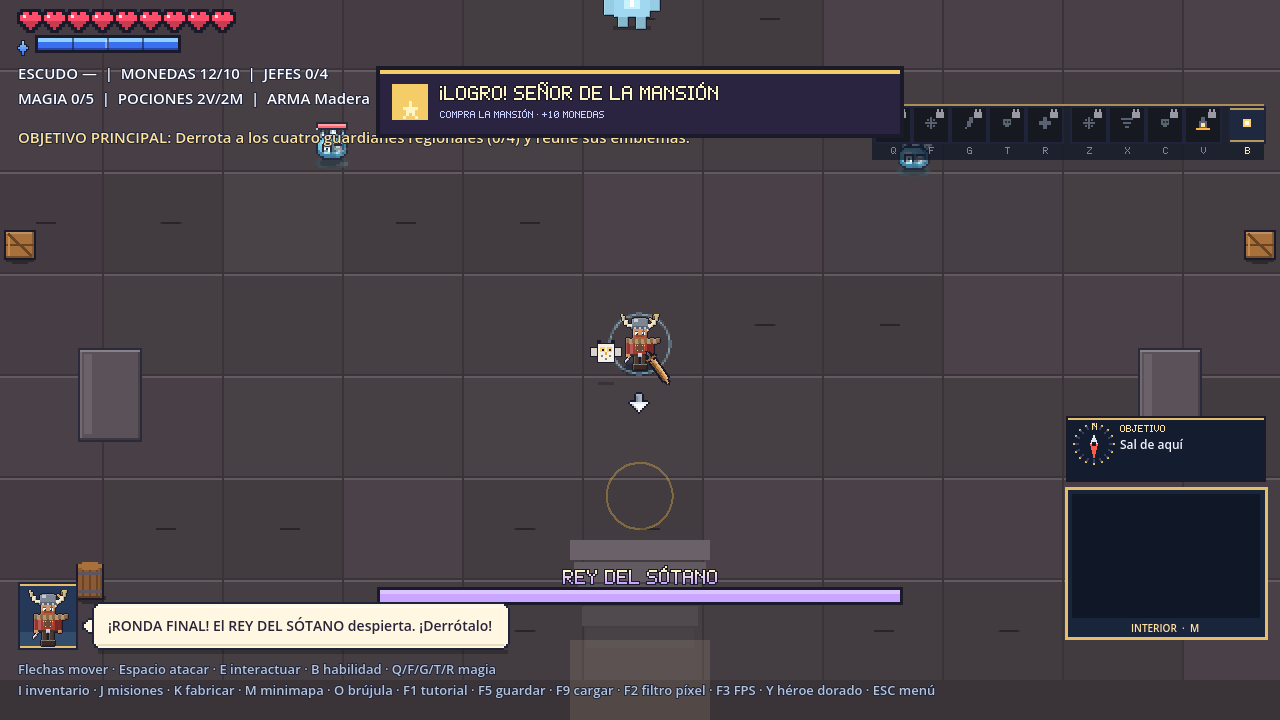 ESCUDO — | MONEDAS 12/10 | JEFES 0/4
MAGIA 0/5 | POCIONES 2V/2M | ARMA Madera
¡LOGRO! SEÑOR DE LA MANSIÓN
COMPRA LA MANSIÓN · +10 MONEDAS
OBJETIVO PRINCIPAL: Derrota a los cuatro guardianes regionales (0/4) y reúne sus emblemas.
Q F G T R Z X C V B
N
OBJETIVO
Sal de aquí
REY DEL SÓTANO
¡RONDA FINAL! El REY DEL SÓTANO despierta. ¡Derrótalo!
INTERIOR · M
Flechas mover · Espacio atacar · E interactuar · B habilidad · Q/F/G/T/R magia
I inventario · J misiones · K fabricar · M minimapa · O brújula · F1 tutorial · F5 guardar · F9 cargar · F2 filtro píxel · F3 FPS · Y héroe dorado · ESC menú